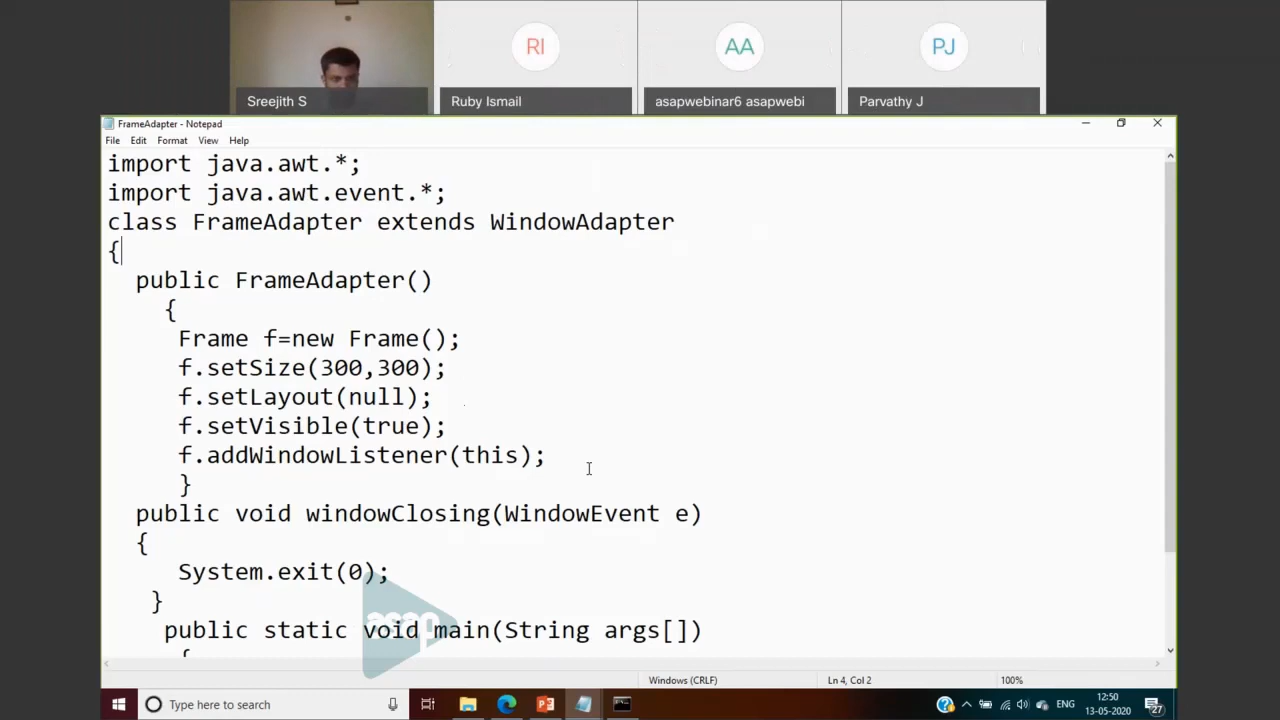 RI
AA
PJ
Sreejith S
Ruby Ismail
asapwebinar6 asapwebi
Parvathy J
FrameAdapter - Notepad
File Edit Format View Help
import java.awt.*;
import java.awt.event.*;
class FrameAdapter extends WindowAdapter
{
public FrameAdapter()
{
Frame f=new Frame();
f.setSize(300,300);
f.setLayout(null);
f.setVisible(true);
f.addWindowListener(this);
}
public void windowClosing(WindowEvent e)
{
System.exit(0);
}
asap
public static void main(String args[])
{
Windows (CRLF) Ln 4, Col 2 100%
Type here to search
ENG
12:50
13-05-2020
27